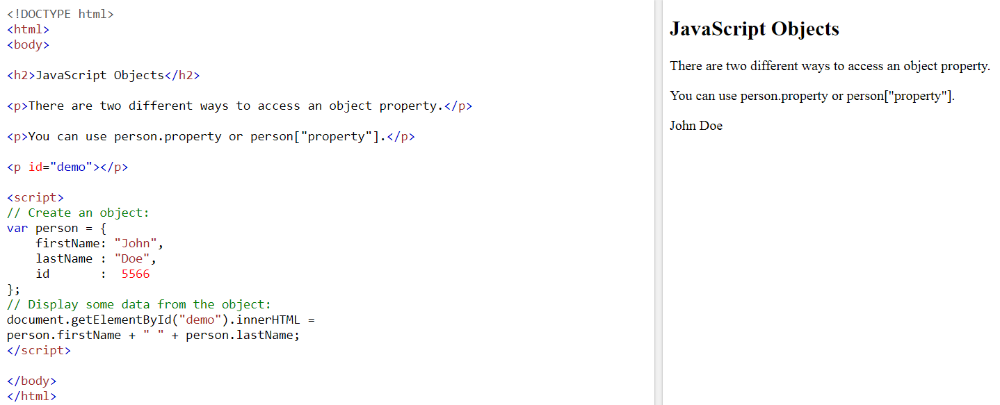 <!DOCTYPE html>
<html>
<body>
<h2>JavaScript Objects</h2>
<p>There are two different ways to access an object property.</p>
<p>You can use person.property or person["property"].</p>
<p id="demo"></p>
<script>
// Create an object:
var person = {
    firstName: "John",
    lastName : "Doe",
    id       :  5566
};
// Display some data from the object:
document.getElementById("demo").innerHTML =
person.firstName + " " + person.lastName;
</script>
</body>
</html>
JavaScript Objects
There are two different ways to access an object property.
You can use person.property or person["property"].
John Doe